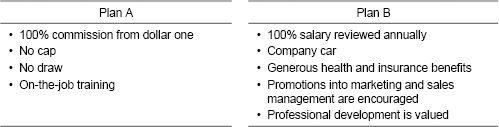 Plan A
• 100% commission from dollar one
• No cap
• No draw
• On-the-job training
Plan B
• 100% salary reviewed annually
• Company car
• Generous health and insurance benefits
• Promotions into marketing and sales
management are encouraged
• Professional development is valued